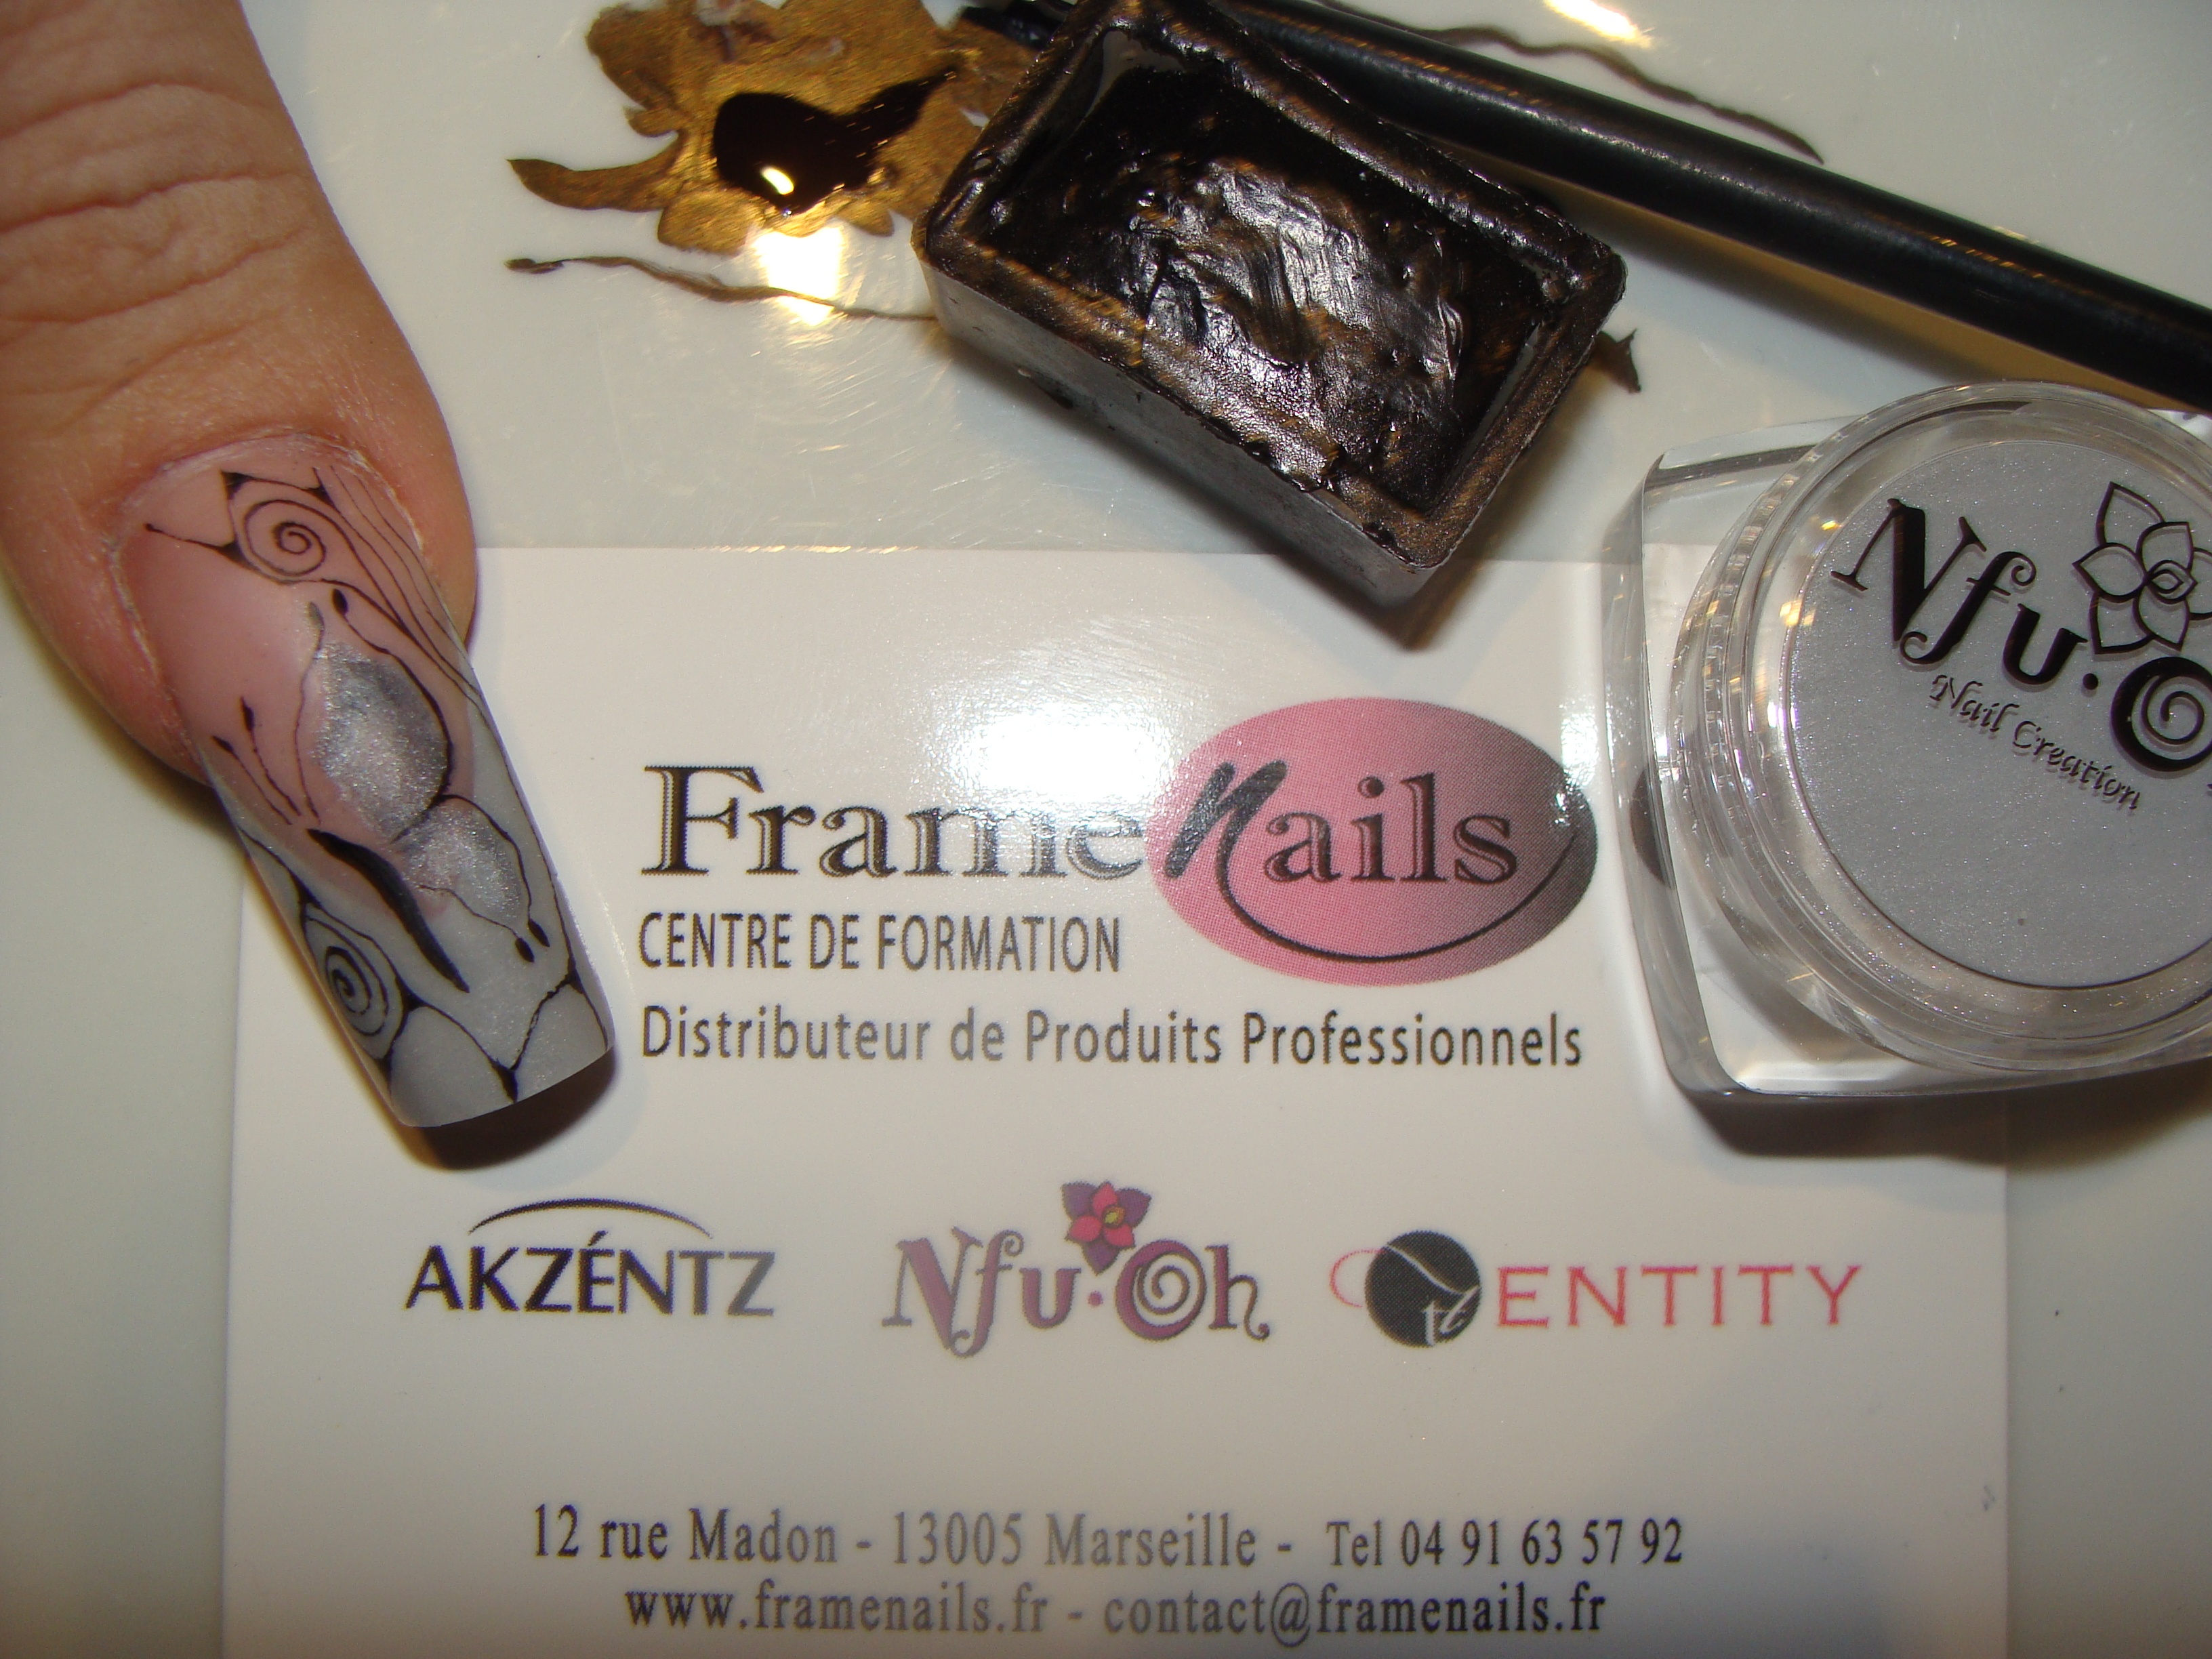 Nfu·O
Nail Creation
FrameNails
CENTRE DE FORMATION
Distributeur de Produits Professionnels
AKZÉNTZ
Nfu·Oh
ENTITY
12 rue Madon - 13005 Marseille - Tel 04 91 63 57 92
www.framenails.fr - contact@framenails.fr